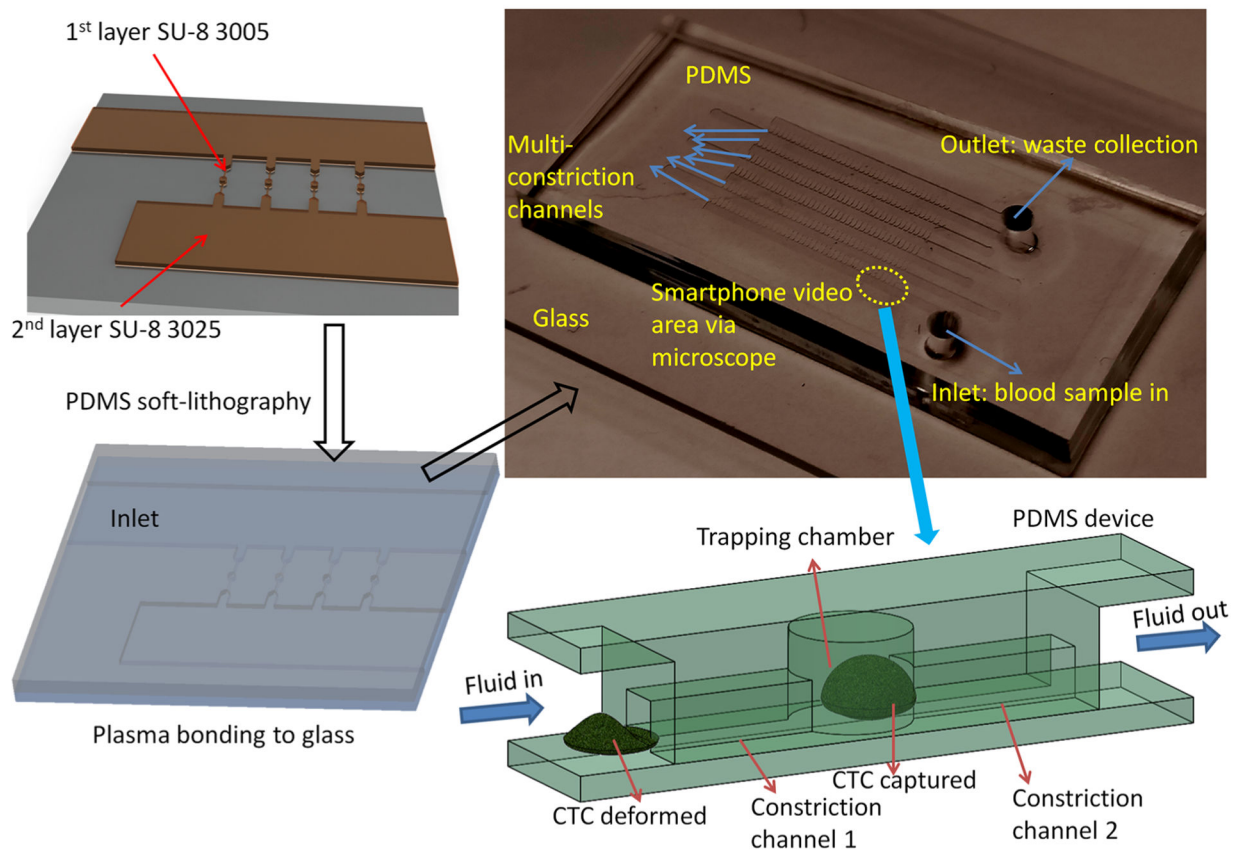 1st layer SU-8 3005
2nd layer SU-8 3025
PDMS soft-lithography
Inlet
Plasma bonding to glass
PDMS
Multi-
constriction
channels
Outlet: waste collection
Smartphone video
area via
microscope
Glass
Inlet: blood sample in
PDMS device
Trapping chamber
Fluid out
Fluid in
CTC deformed
Constriction
channel 1
CTC captured
Constriction
channel 2